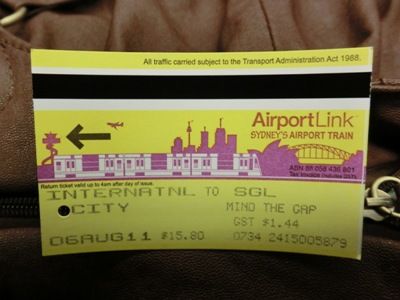 All traffic carried subject to the Transport Administration Act 1988.
AirportLink
SYDNEY'S AIRPORT TRAIN
ABN 88 058 436 801
Tax Invoice (includes GST)
Return ticket valid up to 4am after day of issue.
INTERNATNL TO SGL
CITY MIND THE GAP
GST $1.44
06AUG11 $15.80 0734 2415005879